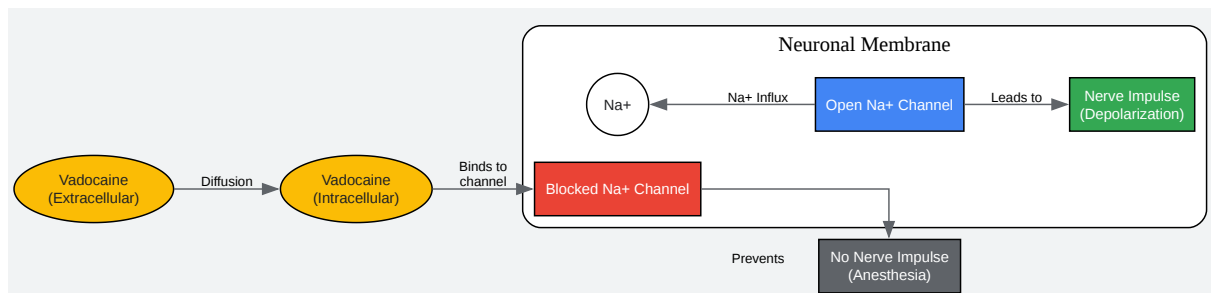 Neuronal Membrane
Na+
Na+ Influx
Open Na+ Channel
Leads to
Nerve Impulse
(Depolarization)
Vadocaine
(Extracellular)
Diffusion
Vadocaine
(Intracellular)
Binds to
channel
Blocked Na+ Channel
Prevents
No Nerve Impulse
(Anesthesia)